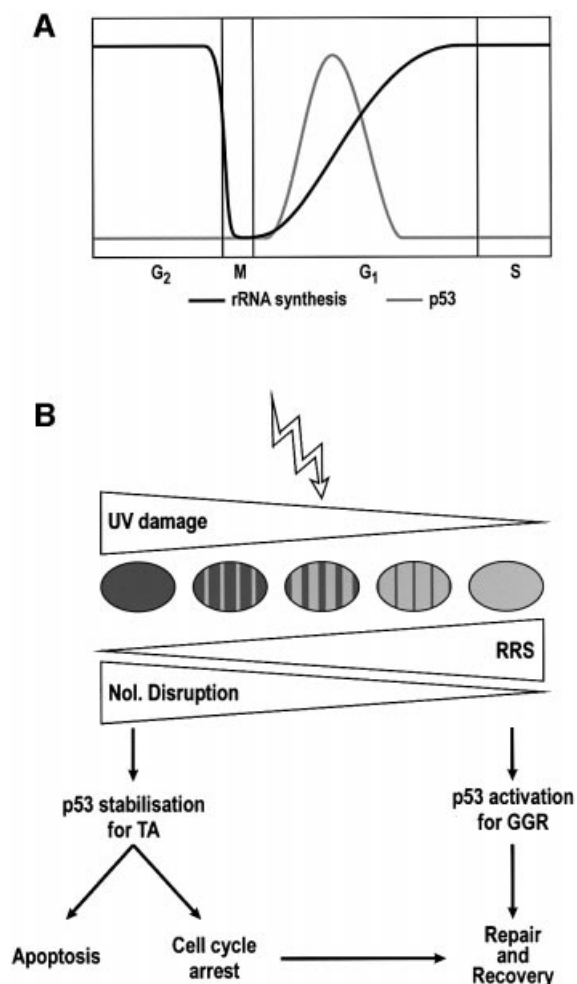 A
G2 M G1 S
rRNA synthesis p53
B
UV damage
RRS
Nol. Disruption
p53 stabilisation
for TA
p53 activation
for GGR
Apoptosis
Cell cycle
arrest
Repair
and
Recovery